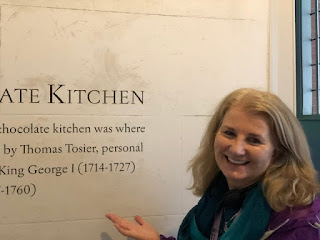 ATE KITCHEN
chocolate kitchen was where
by Thomas Tosier, personal
King George I (1714-1727)
-1760)